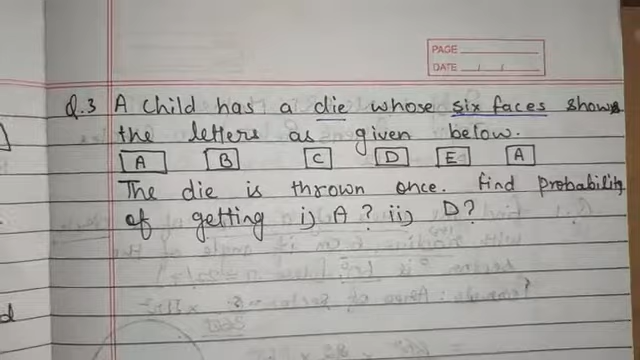 PAGE
DATE
Q.3 A child has a die whose six faces shows
the letters as given below.
A B C D E A
The die is thrown once. find probability
of getting i) A ? ii) D ?
d